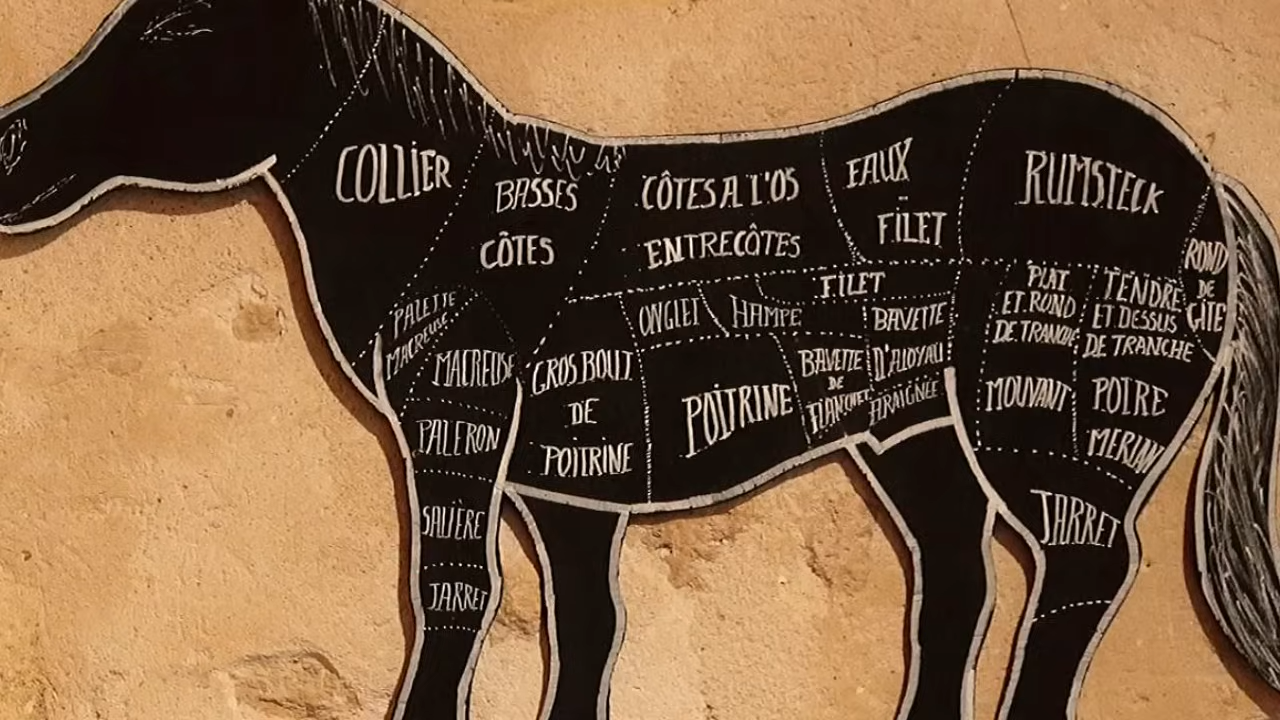 COLLIER
BASSES
CÔTES
CÔTES A L'OS
ENTRECÔTES
FAUX
FILET
RUMSTECK
ROND
DE
GITE
FILET
PALETTE
MACREUSE
MACREUSE
PALERON
SALIÈRE
JARRET
GROS BOUT
DE
POITRINE
ONGLET
HAMPE
POITRINE
BAVETTE
DE
FLANCHET
BAVETTE
D'ALOYAU
ARAIGNÉE
PLAT
ET ROND
DE TRANCHE
TENDRE
ET DESSUS
DE TRANCHE
MOUVANT
POIRE
MERLAN
JARRET